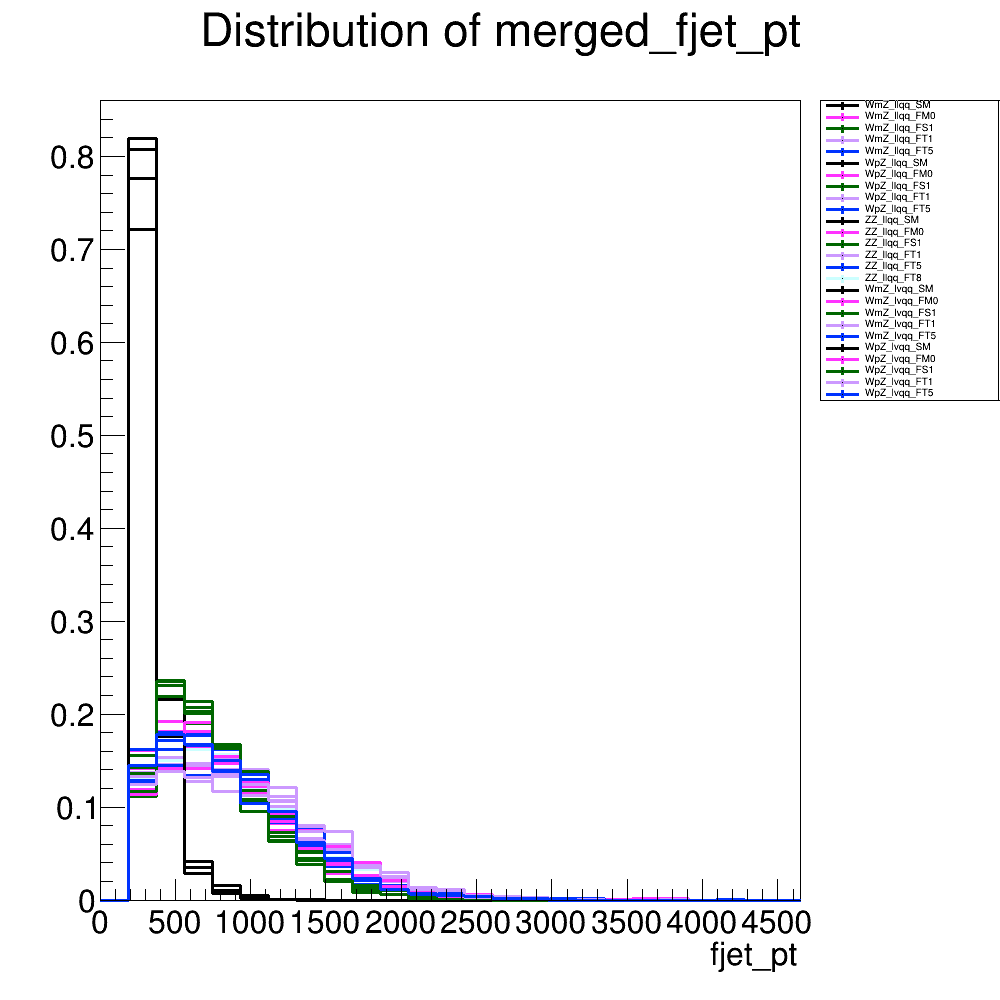 Distribution of merged_fjet_pt
WmZ_llqq_SM
WmZ_llqq_FM0
WmZ_llqq_FS1
WmZ_llqq_FT1
WmZ_llqq_FT5
WpZ_llqq_SM
WpZ_llqq_FM0
WpZ_llqq_FS1
WpZ_llqq_FT1
WpZ_llqq_FT5
ZZ_llqq_SM
ZZ_llqq_FM0
ZZ_llqq_FS1
ZZ_llqq_FT1
ZZ_llqq_FT5
ZZ_llqq_FT8
WmZ_lvqq_SM
WmZ_lvqq_FM0
WmZ_lvqq_FS1
WmZ_lvqq_FT1
WmZ_lvqq_FT5
WpZ_lvqq_SM
WpZ_lvqq_FM0
WpZ_lvqq_FS1
WpZ_lvqq_FT1
WpZ_lvqq_FT5
0.8
0.7
0.6
0.5
0.4
0.3
0.2
0.1
0
0 500 1000 1500 2000 2500 3000 3500 4000 4500
fjet_pt